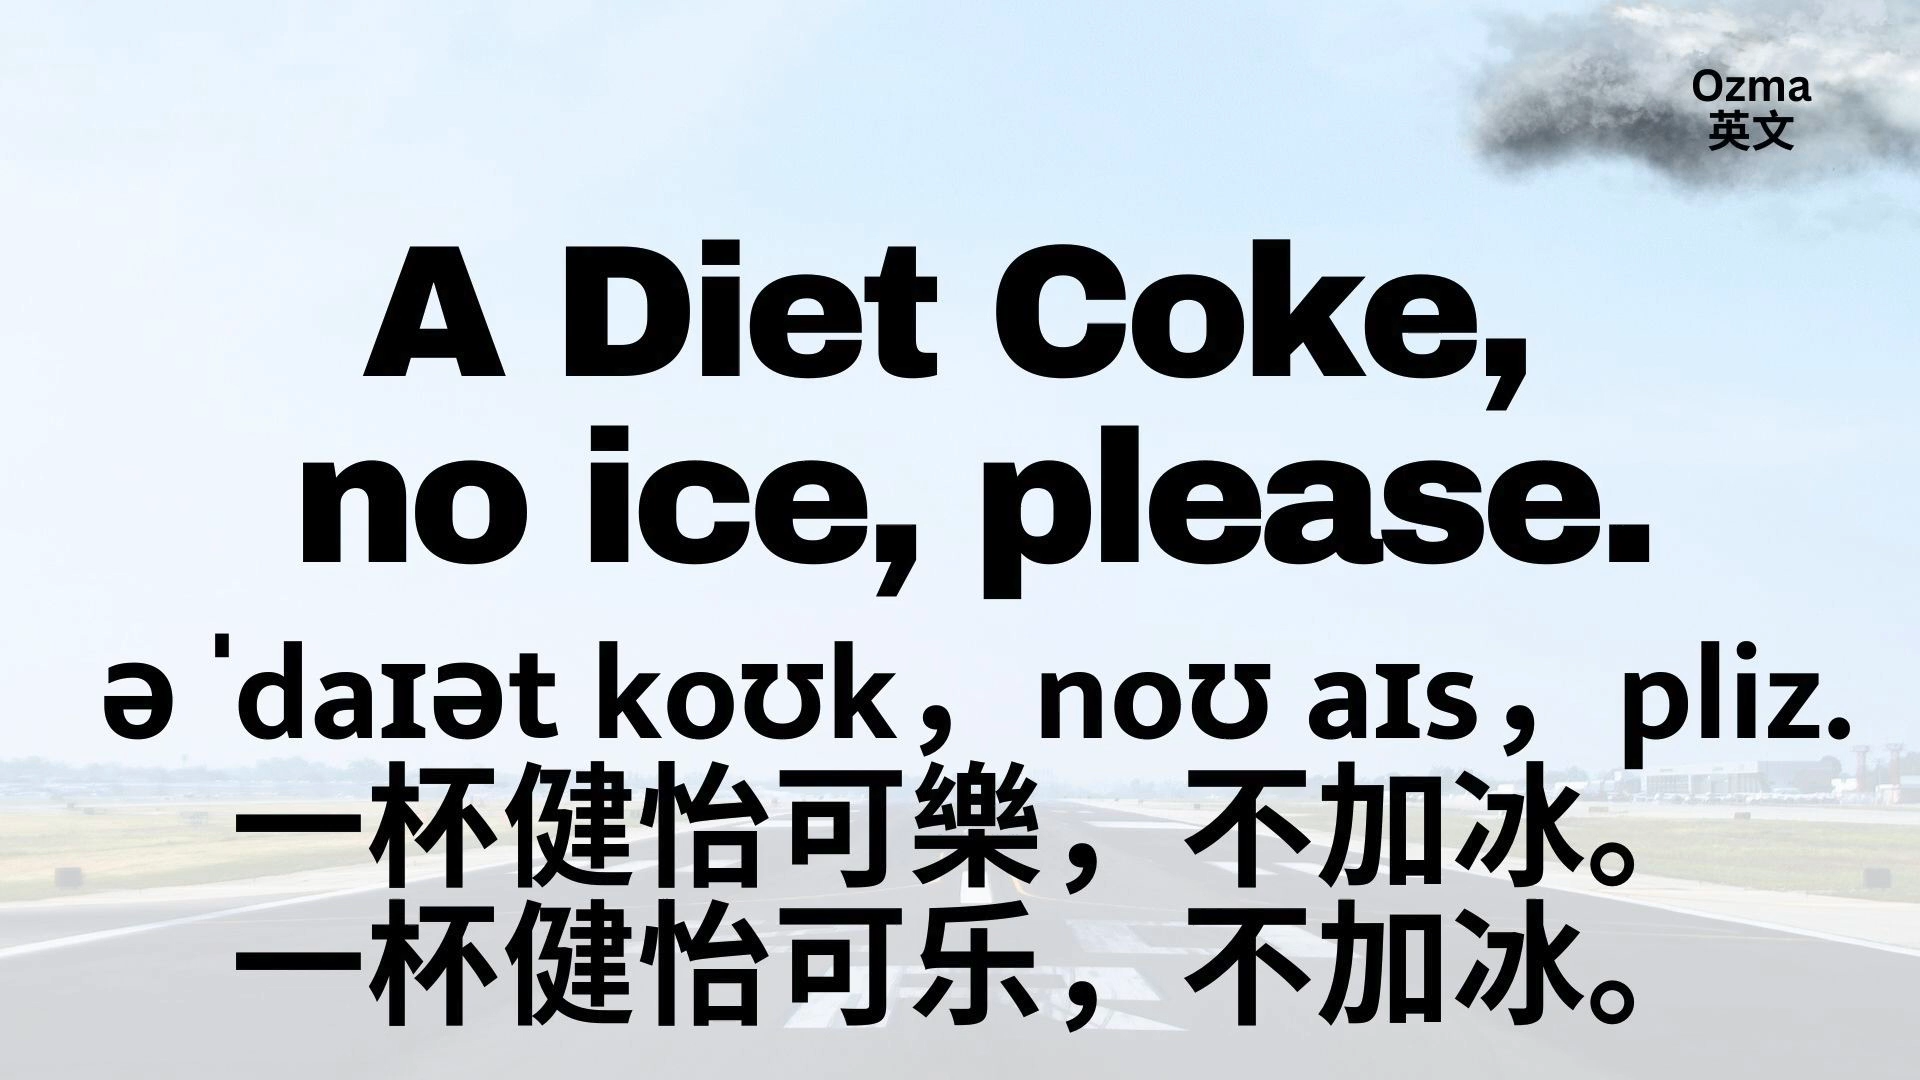 Ozma
英文
A Diet Coke,
no ice, please.
ə ˈdaɪət koʊk，noʊ aɪs，pliz.
一杯健怡可樂，不加冰。
一杯健怡可乐，不加冰。